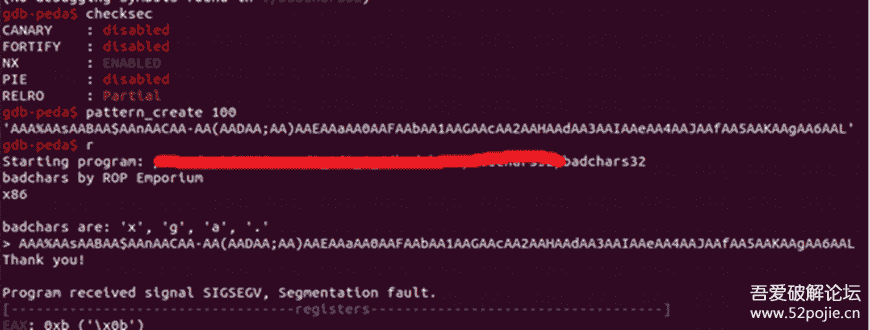 gdb-peda$ checksec
CANARY : disabled
FORTIFY : disabled
NX : ENABLED
PIE : disabled
RELRO : Partial
gdb-peda$ pattern_create 100
'AAA%AAsAABAA$AAnAACAA-AA(AADAA;AA)AAEAAaAA0AAFAAbAA1AAGAAcAA2AAHAAdAA3AAIAAeAA4AAJAAfAA5AAKAAgAA6AAL'
gdb-peda$ r
Starting program: badchars32
badchars by ROP Emporium
x86
badchars are: 'x', 'g', 'a', '.'
> AAA%AAsAABAA$AAnAACAA-AA(AADAA;AA)AAEAAaAA0AAFAAbAA1AAGAAcAA2AAHAAdAA3AAIAAeAA4AAJAAfAA5AAKAAgAA6AAL
Thank you!
Program received signal SIGSEGV, Segmentation fault.
[----------------------------------registers-----------------------------------]
EAX: 0xb ('\x0b')
吾爱破解论坛
www.52pojie.cn